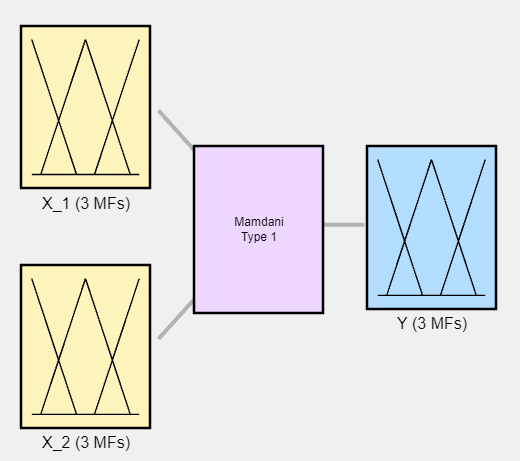 X_1 (3 MFs)
Mamdani
Type 1
Y (3 MFs)
X_2 (3 MFs)